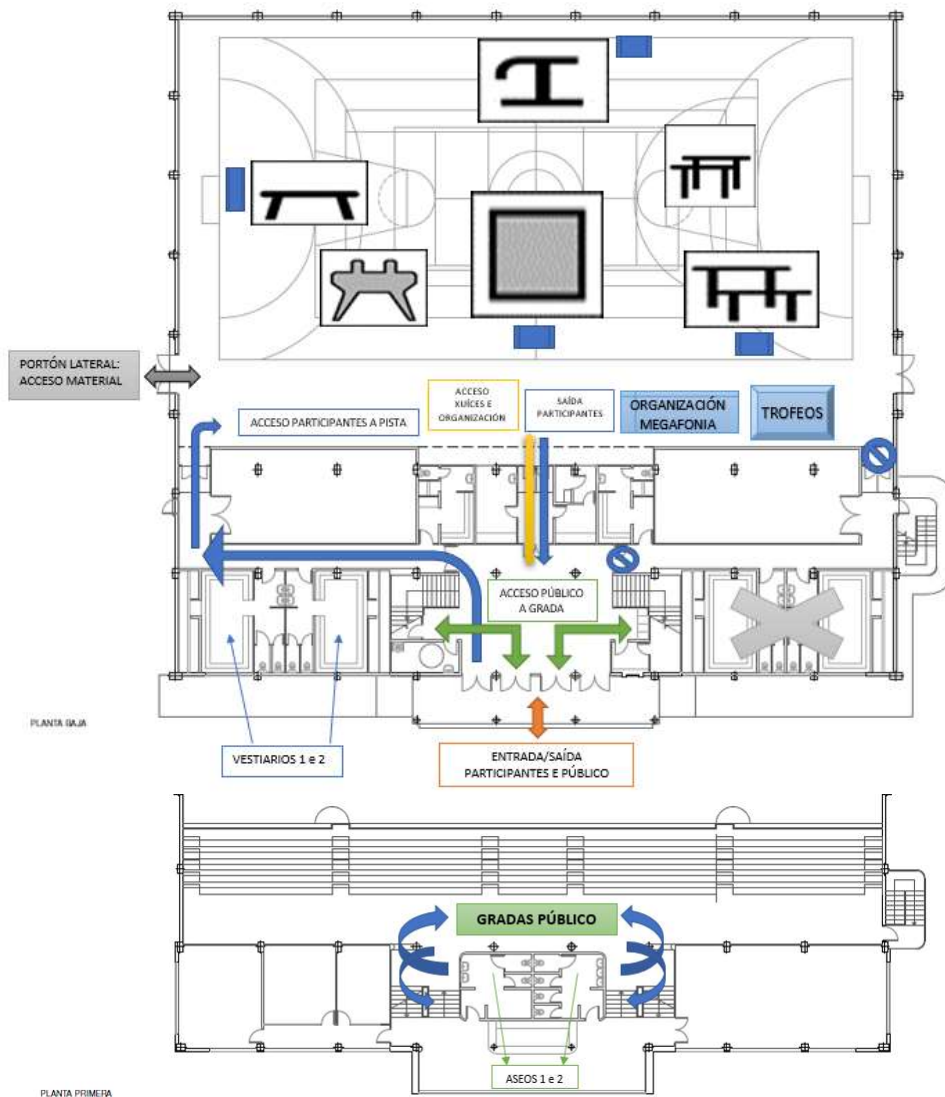 PORTÓN LATERAL:
ACCESO MATERIAL
ACCESO PARTICIPANTES A PISTA
ACCESO
XUÍCES E
ORGANIZACIÓN
SAÍDA
PARTICIPANTES
ORGANIZACIÓN
MEGAFONIA
TROFEOS
ACCESO PÚBLICO
A GRADA
PLANTA BAJA
VESTIARIOS 1 e 2
ENTRADA/SAÍDA
PARTICIPANTES E PÚBLICO
GRADAS PÚBLICO
ASEOS 1 e 2
PLANTA PRIMERA